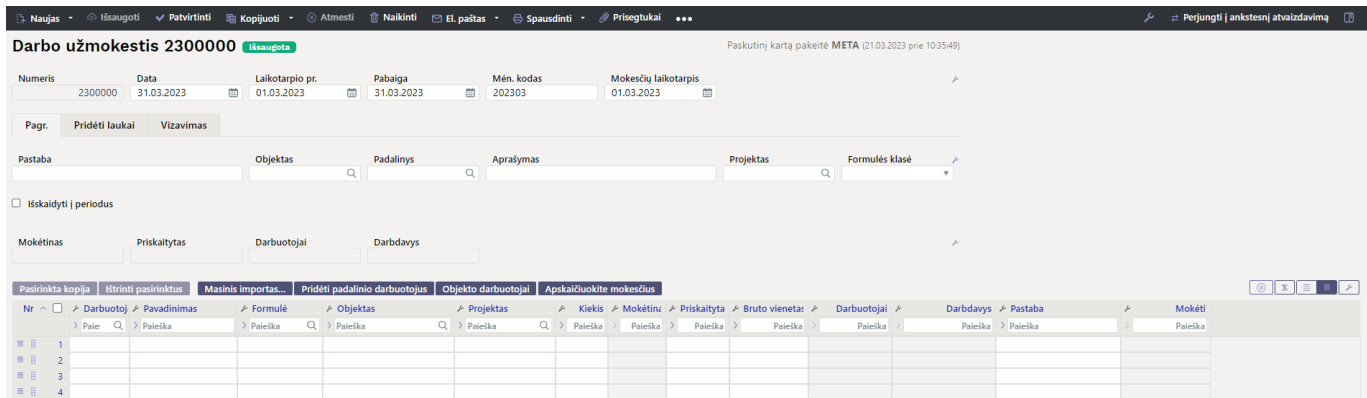 Naujas Išsaugoti Patvirtinti Kopijuoti Atmesti Naikinti El. paštas Spausdinti Prisegtukai Perjungti į ankstesnį atvaizdavimą
Darbo užmokestis 2300000 Išsaugota Paskutinį kartą pakeitė META (21.03.2023 prie 10:35:49)
Numeris Data Laikotarpio pr. Pabaiga Mėn. kodas Mokesčių laikotarpis
2300000 31.03.2023 01.03.2023 31.03.2023 202303 01.03.2023
Pagr. Pridėti laukai Vizavimas
Pastaba Objektas Padalinys Aprašymas Projektas Formulės klasė
Išskaidyti į periodus
Mokėtinas Priskaitytas Darbuotojai Darbdavys
Pasirinkta kopija Ištrinti pasirinktus Masinis importas... Pridėti padalinio darbuotojus Objekto darbuotojai Apskaičiuokite mokesčius
Nr Darbuotoj Pavadinimas Formulė Objektas Projektas Kiekis Mokėtina Priskaityta Bruto vienetas Darbuotojai Darbdavys Pastaba Mokėti
Paie Paieška Paieška Paieška Paieška Paieška Paieška Paieška Paieška Paieška Paieška Paieška Paieška
1
2
3
4